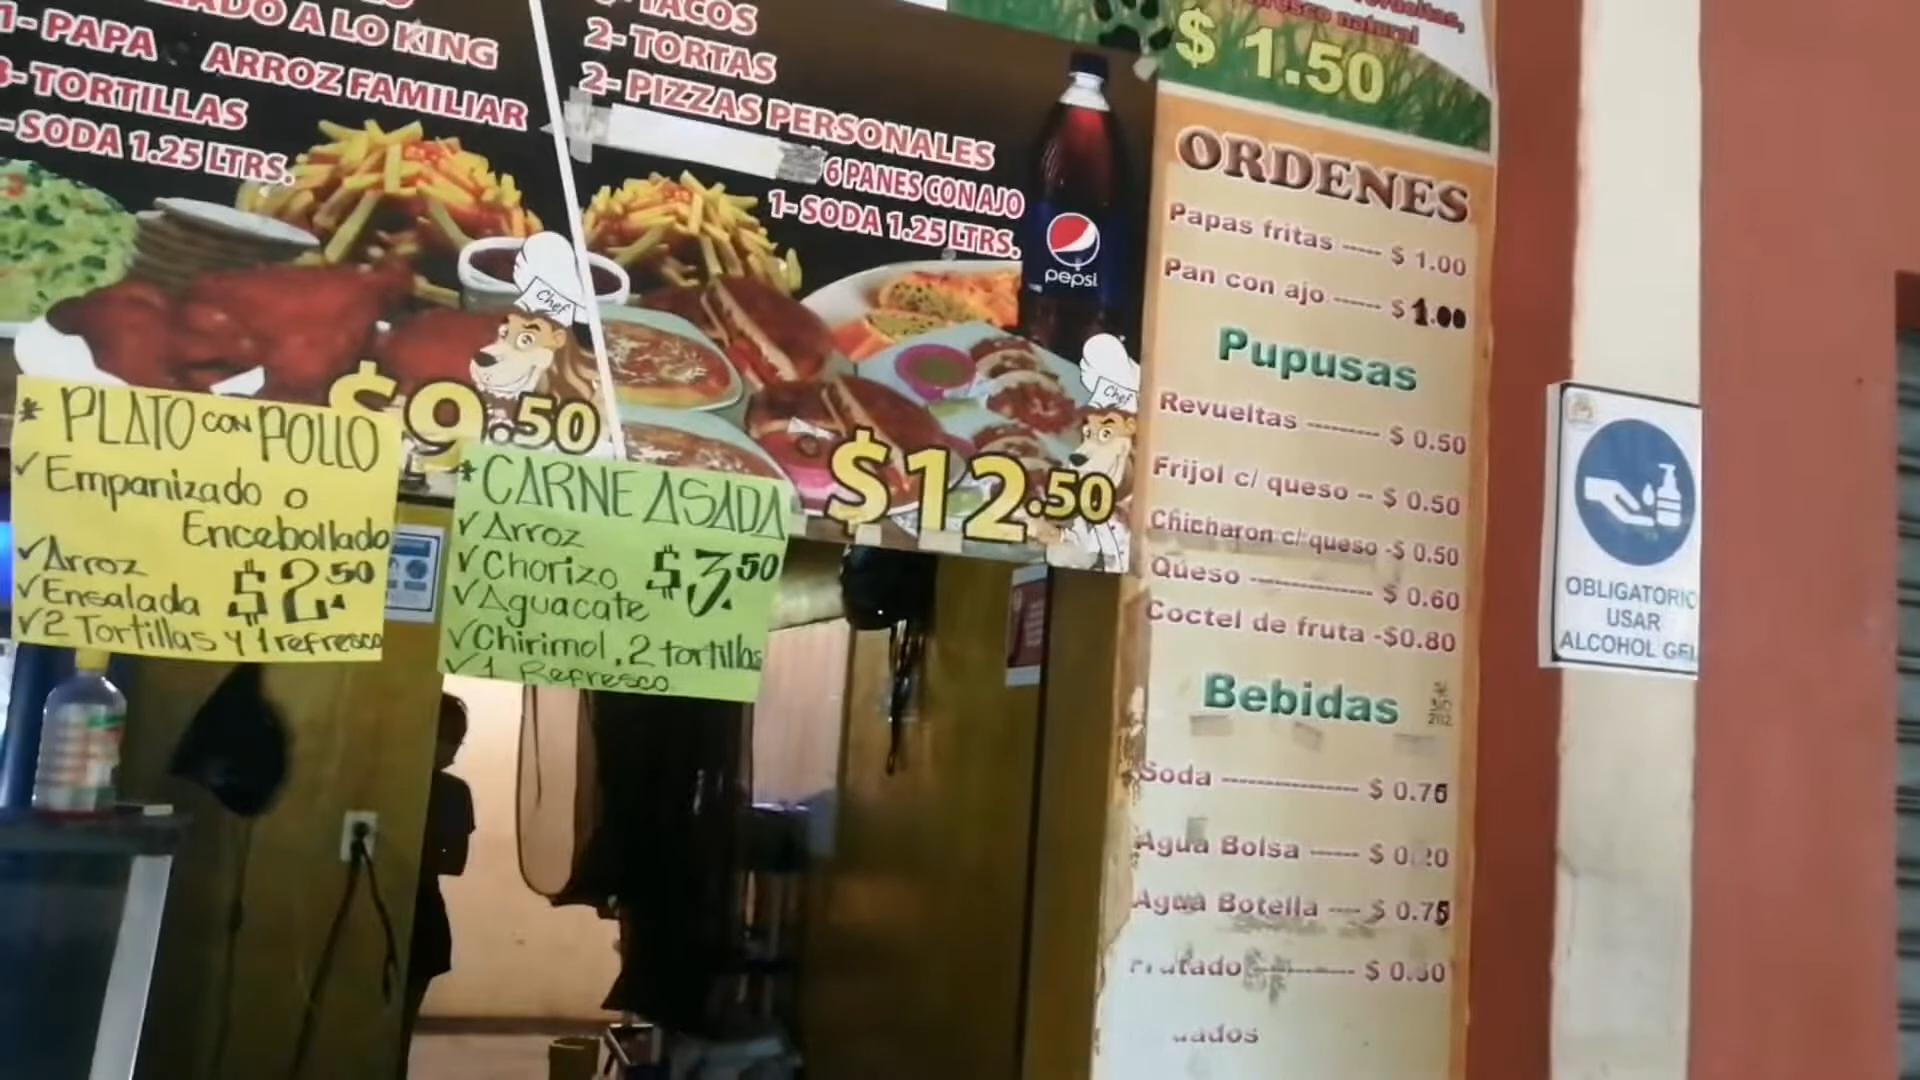 A LO KING
1- PAPA ARROZ FAMILIAR
3- TORTILLAS
SODA 1.25 LTRS.
$9.50
TACOS
2- TORTAS
2- PIZZAS PERSONALES
6 PANES CON AJO
1- SODA 1.25 LTRS.
pepsi
Chef
Chef
$12.50
* PLATO CON POLLO
✓ Empanizado o
Encebollado
✓ Arroz
✓ Ensalada $2.50
✓ 2 Tortillas y 1 refresco
* CARNE ASADA
✓ Arroz
✓ Chorizo $3.50
✓ Aguacate
✓ Chirimol, 2 tortillas
✓ 1 Refresco
natural
$ 1.50
ORDENES
Papas fritas ----- $ 1.00
Pan con ajo ------ $ 1.00
Pupusas
Revueltas --------- $ 0.50
Frijol c/ queso -- $ 0.50
Chicharon c/ queso -$ 0.50
Queso -------------- $ 0.60
Coctel de fruta -$0.80
Bebidas
Soda -------------- $ 0.75
Agua Bolsa ----- $ 0.20
Agua Botella ---- $ 0.75
OBLIGATORIO
USAR
ALCOHOL GEL